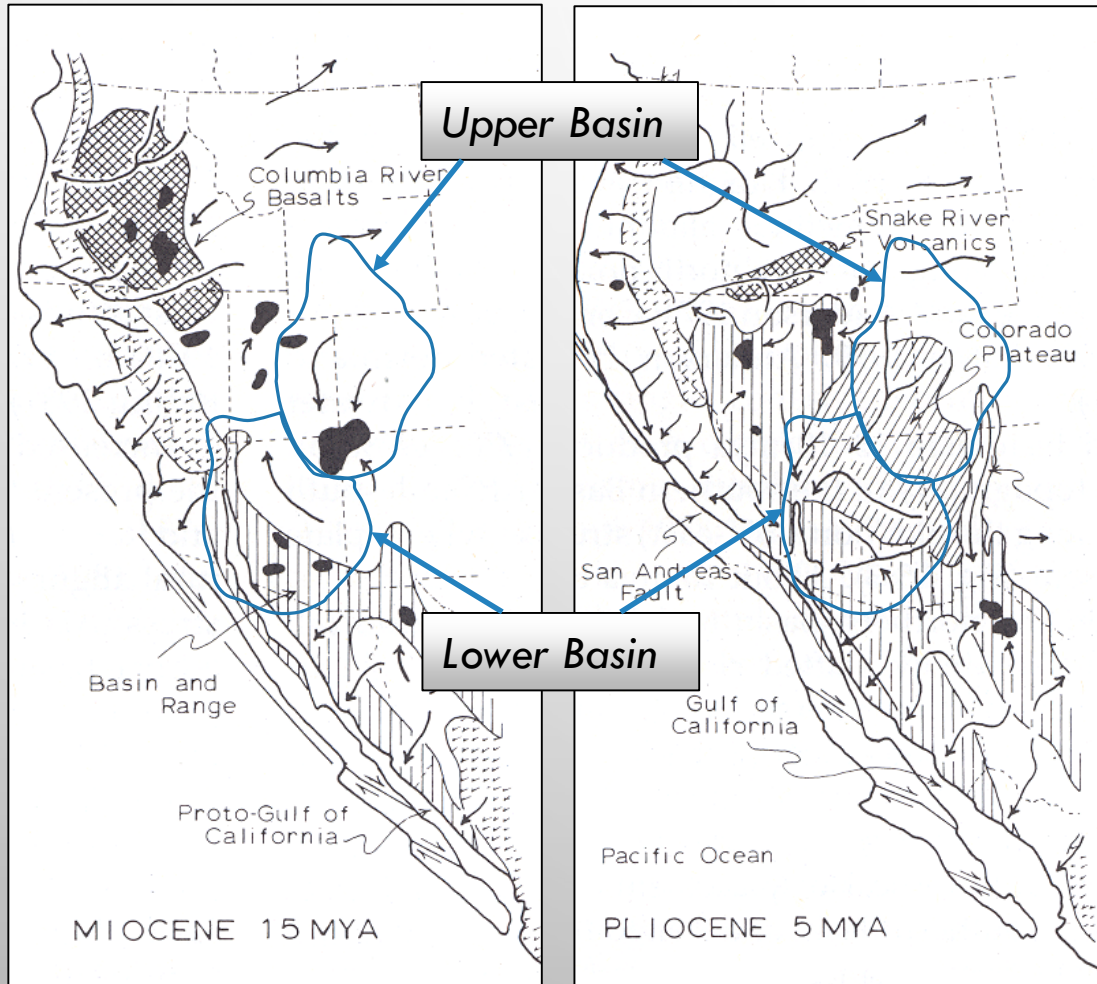 Upper Basin
Columbia River
Basalts
Snake River
Volcanics
Colorado
Plateau
San Andreas
Fault
Lower Basin
Basin and
Range
Gulf of
California
Proto-Gulf of
California
Pacific Ocean
MIOCENE 15 MYA
PLIOCENE 5 MYA